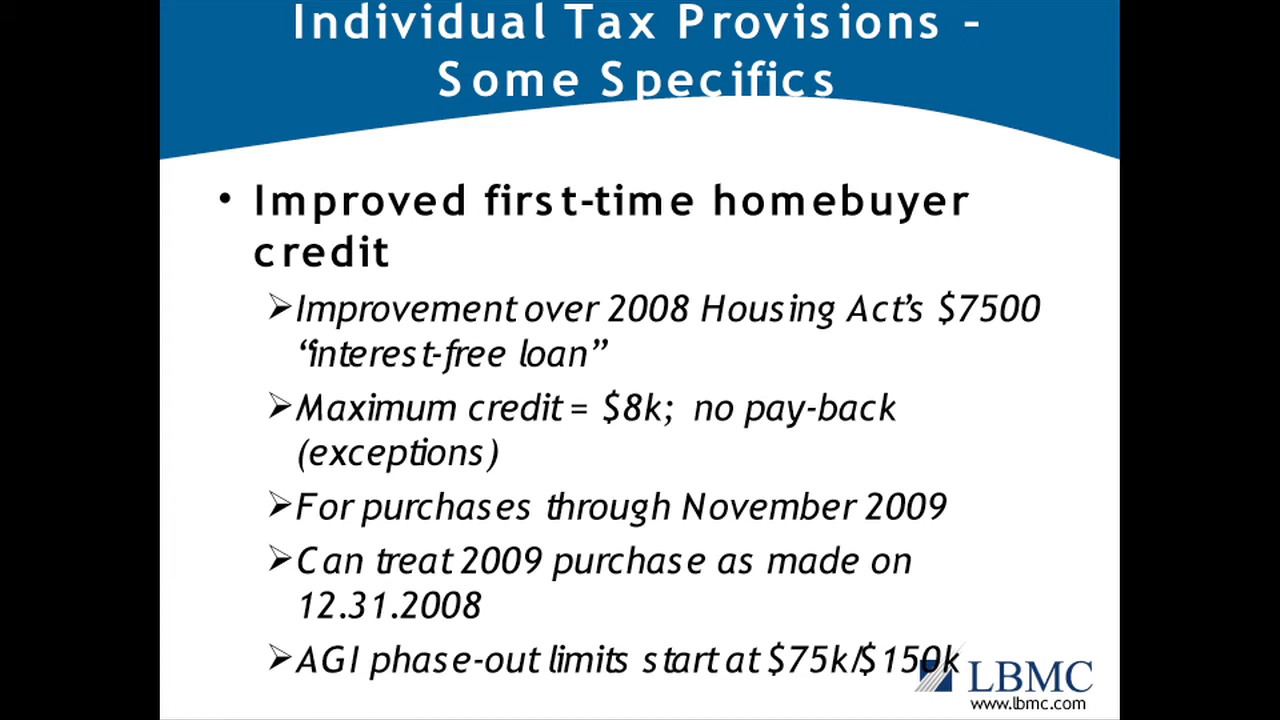 Individual Tax Provisions –
Some Specifics
• Improved first-time homebuyer
credit
➢Improvement over 2008 Housing Act’s $7500
“interest-free loan”
➢Maximum credit = $8k; no pay-back
(exceptions)
➢For purchases through November 2009
➢Can treat 2009 purchase as made on
12.31.2008
➢AGI phase-out limits start at $75k/$150k
LBMC
www.lbmc.com